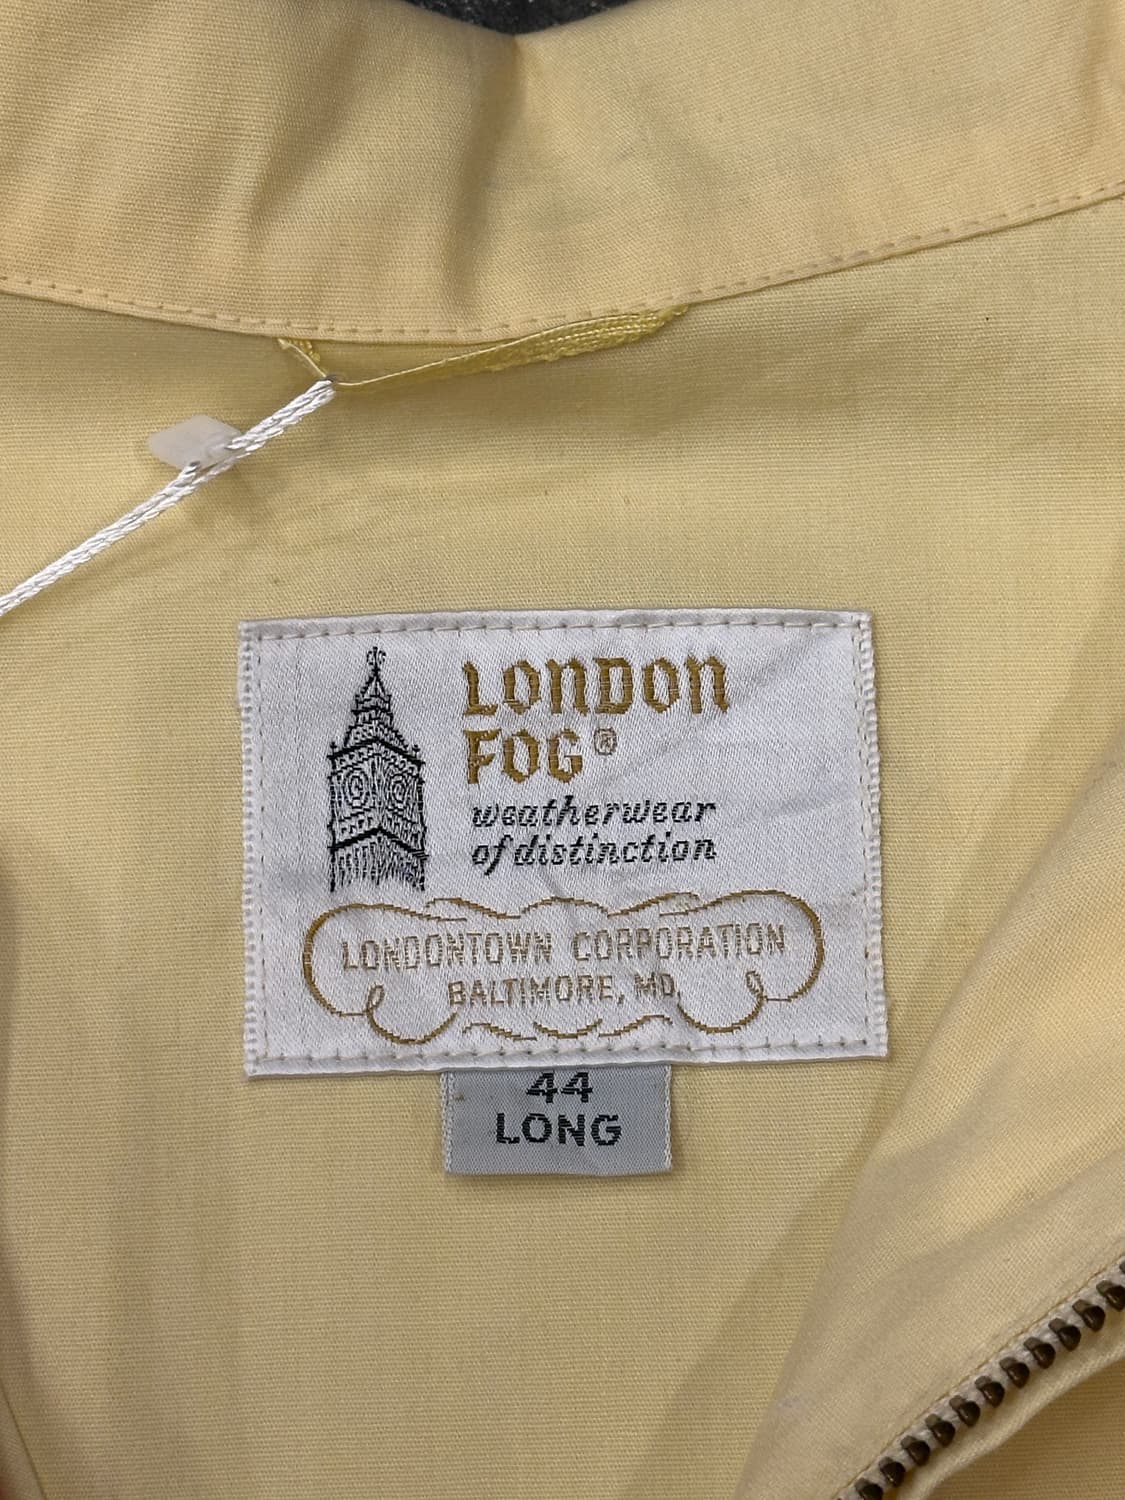 LONDON
FOG®
weatherwear
of distinction
LONDONTOWN CORPORATION
BALTIMORE, MD.
44
LONG